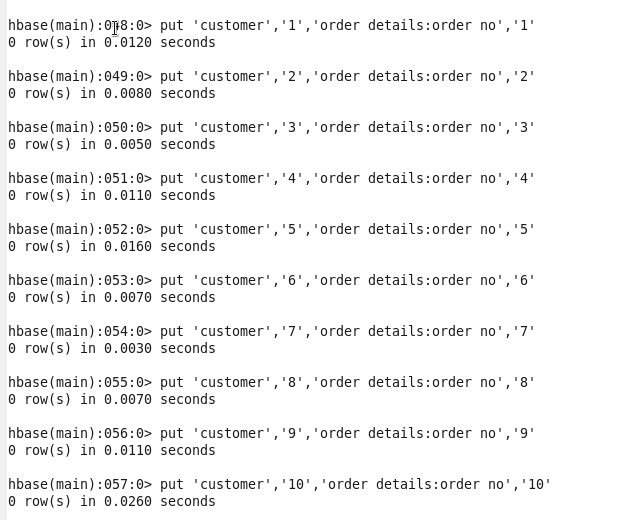 hbase(main):048:0> put 'customer','1','order details:order no','1'
0 row(s) in 0.0120 seconds
hbase(main):049:0> put 'customer','2','order details:order no','2'
0 row(s) in 0.0080 seconds
hbase(main):050:0> put 'customer','3','order details:order no','3'
0 row(s) in 0.0050 seconds
hbase(main):051:0> put 'customer','4','order details:order no','4'
0 row(s) in 0.0110 seconds
hbase(main):052:0> put 'customer','5','order details:order no','5'
0 row(s) in 0.0160 seconds
hbase(main):053:0> put 'customer','6','order details:order no','6'
0 row(s) in 0.0070 seconds
hbase(main):054:0> put 'customer','7','order details:order no','7'
0 row(s) in 0.0030 seconds
hbase(main):055:0> put 'customer','8','order details:order no','8'
0 row(s) in 0.0070 seconds
hbase(main):056:0> put 'customer','9','order details:order no','9'
0 row(s) in 0.0110 seconds
hbase(main):057:0> put 'customer','10','order details:order no','10'
0 row(s) in 0.0260 seconds